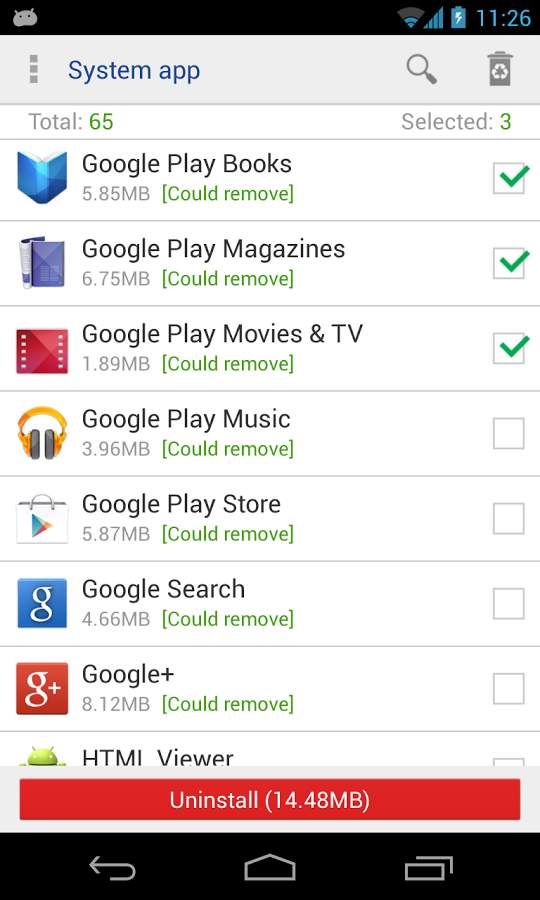 11:26
System app
Total: 65 Selected: 3
Google Play Books
5.85MB [Could remove]
Google Play Magazines
6.75MB [Could remove]
Google Play Movies & TV
1.89MB [Could remove]
Google Play Music
3.96MB [Could remove]
Google Play Store
5.87MB [Could remove]
Google Search
4.66MB [Could remove]
Google+
8.12MB [Could remove]
HTML Viewer
Uninstall (14.48MB)